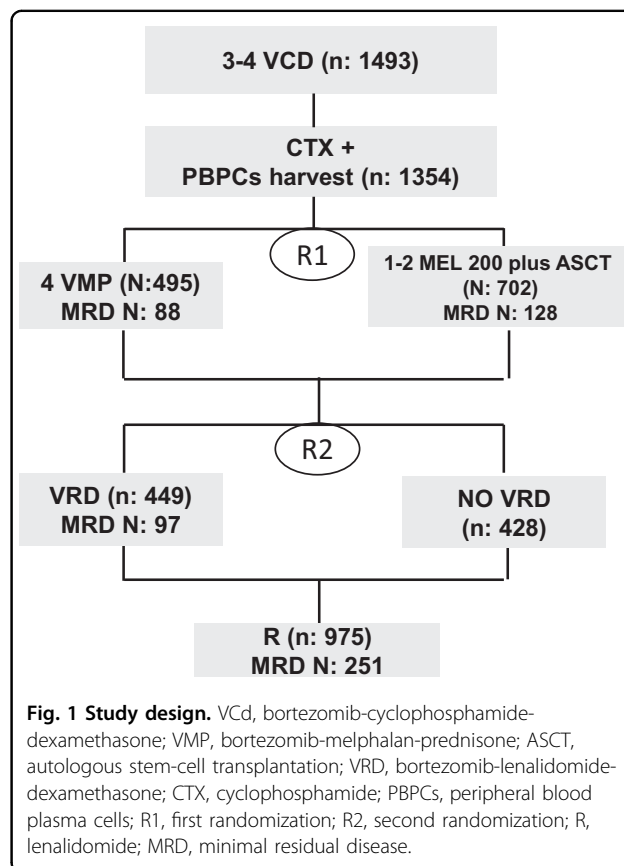 3-4 VCD (n: 1493)
CTX +
PBPCs harvest (n: 1354)
R1
4 VMP (N:495)
MRD N: 88
1-2 MEL 200 plus ASCT
(N: 702)
MRD N: 128
R2
VRD (n: 449)
MRD N: 97
NO VRD
(n: 428)
R (n: 975)
MRD N: 251
Fig. 1 Study design. VCd, bortezomib-cyclophosphamide-
dexamethasone; VMP, bortezomib-melphalan-prednisone; ASCT,
autologous stem-cell transplantation; VRD, bortezomib-lenalidomide-
dexamethasone; CTX, cyclophosphamide; PBPCs, peripheral blood
plasma cells; R1, first randomization; R2, second randomization; R,
lenalidomide; MRD, minimal residual disease.